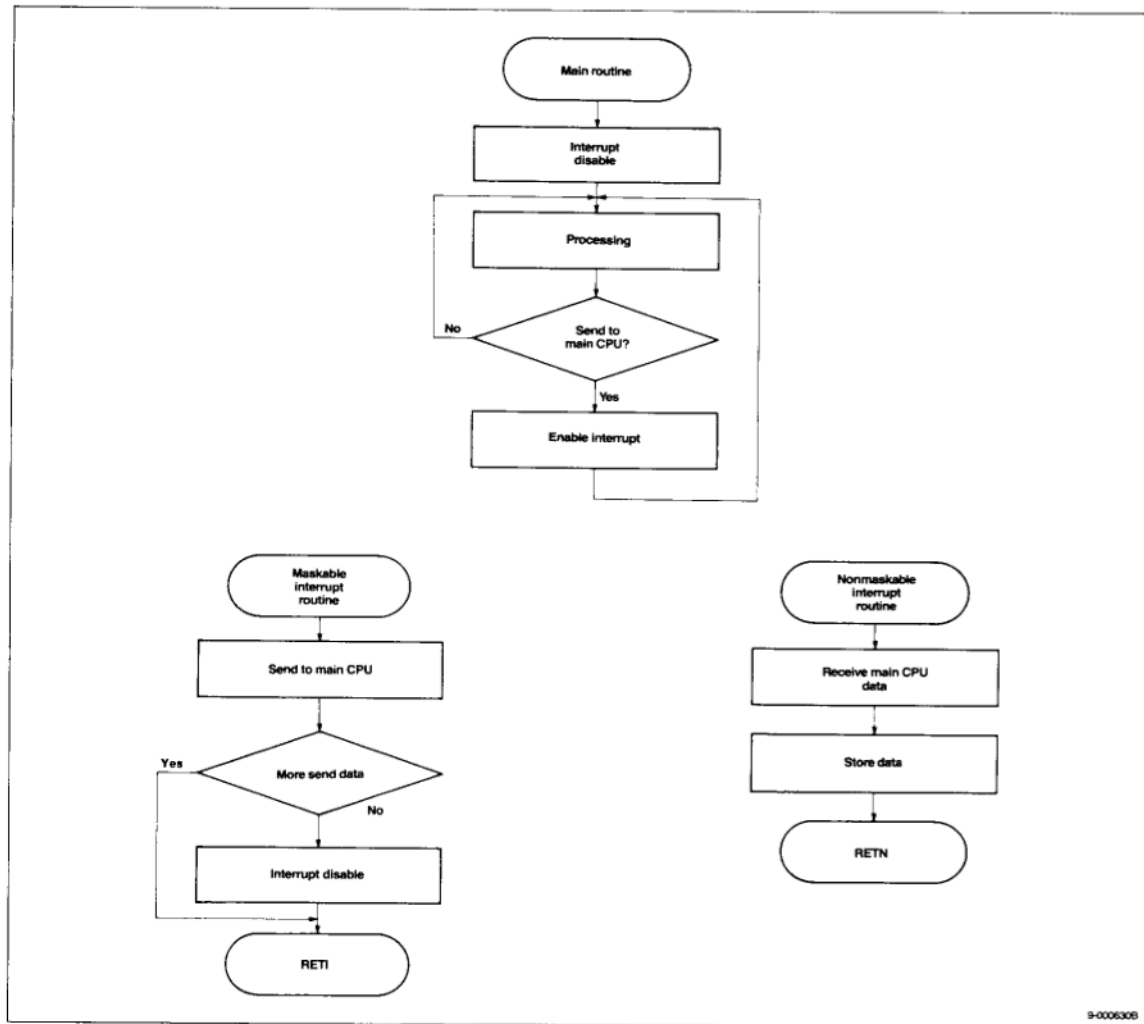 Main routine
Interrupt
disable
Processing
Send to
main CPU?
No
Yes
Enable interrupt
Maskable
interrupt
routine
Send to main CPU
More send data
Yes
No
Interrupt disable
RETI
Nonmaskable
interrupt
routine
Receive main CPU
data
Store data
RETN
9-000630B